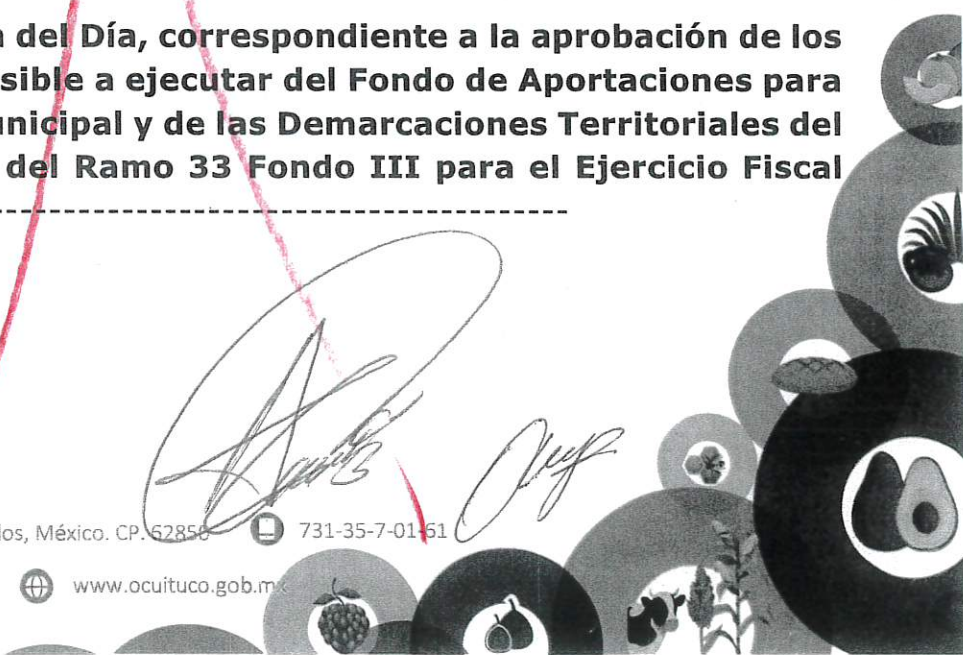 del Día, correspondiente a la aprobación de los
sible a ejecutar del Fondo de Aportaciones para
unicipal y de las Demarcaciones Territoriales del
del Ramo 33 Fondo III para el Ejercicio Fiscal
los, México. CP. 62850
731-35-7-01-61
www.ocuituco.gob.mx